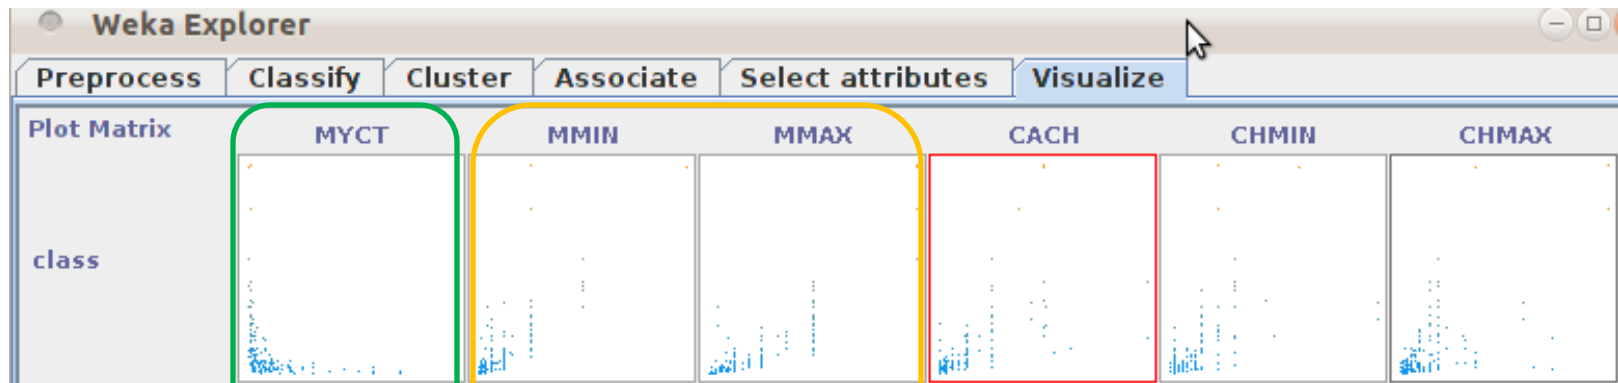 Weka Explorer
Preprocess Classify Cluster Associate Select attributes Visualize
Plot Matrix MYCT MMIN MMAX CACH CHMIN CHMAX
class